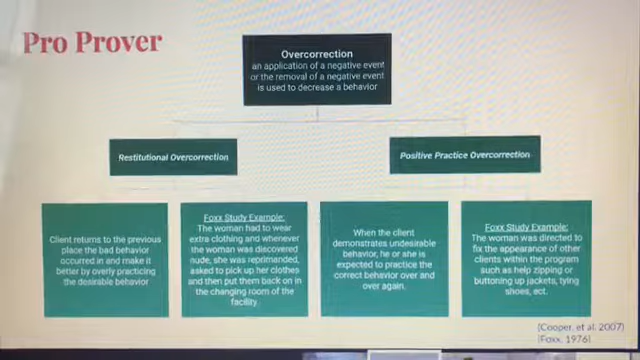 Pro Prover
Overcorrection
an application of a negative event
or the removal of a negative event
is used to decrease a behavior
Restitutional Overcorrection
Positive Practice Overcorrection
Client returns to the previous
place the bad behavior
occurred in and make it
better by overly practicing
the desirable behavior
Foxx Study Example:
The woman had to wear
extra clothing and whenever
the woman was discovered
nude, she was reprimanded,
asked to pick up her clothes
and then put them back on in
the changing room of the
facility.
When the client
demonstrates undesirable
behavior, he or she is
expected to practice the
correct behavior over and
over again.
Foxx Study Example:
The woman was directed to
fix the appearance of other
clients within the program
such as help zipping or
buttoning up jackets, tying
shoes, ect.
(Cooper, et al. 2007)
(Foxx, 1976)